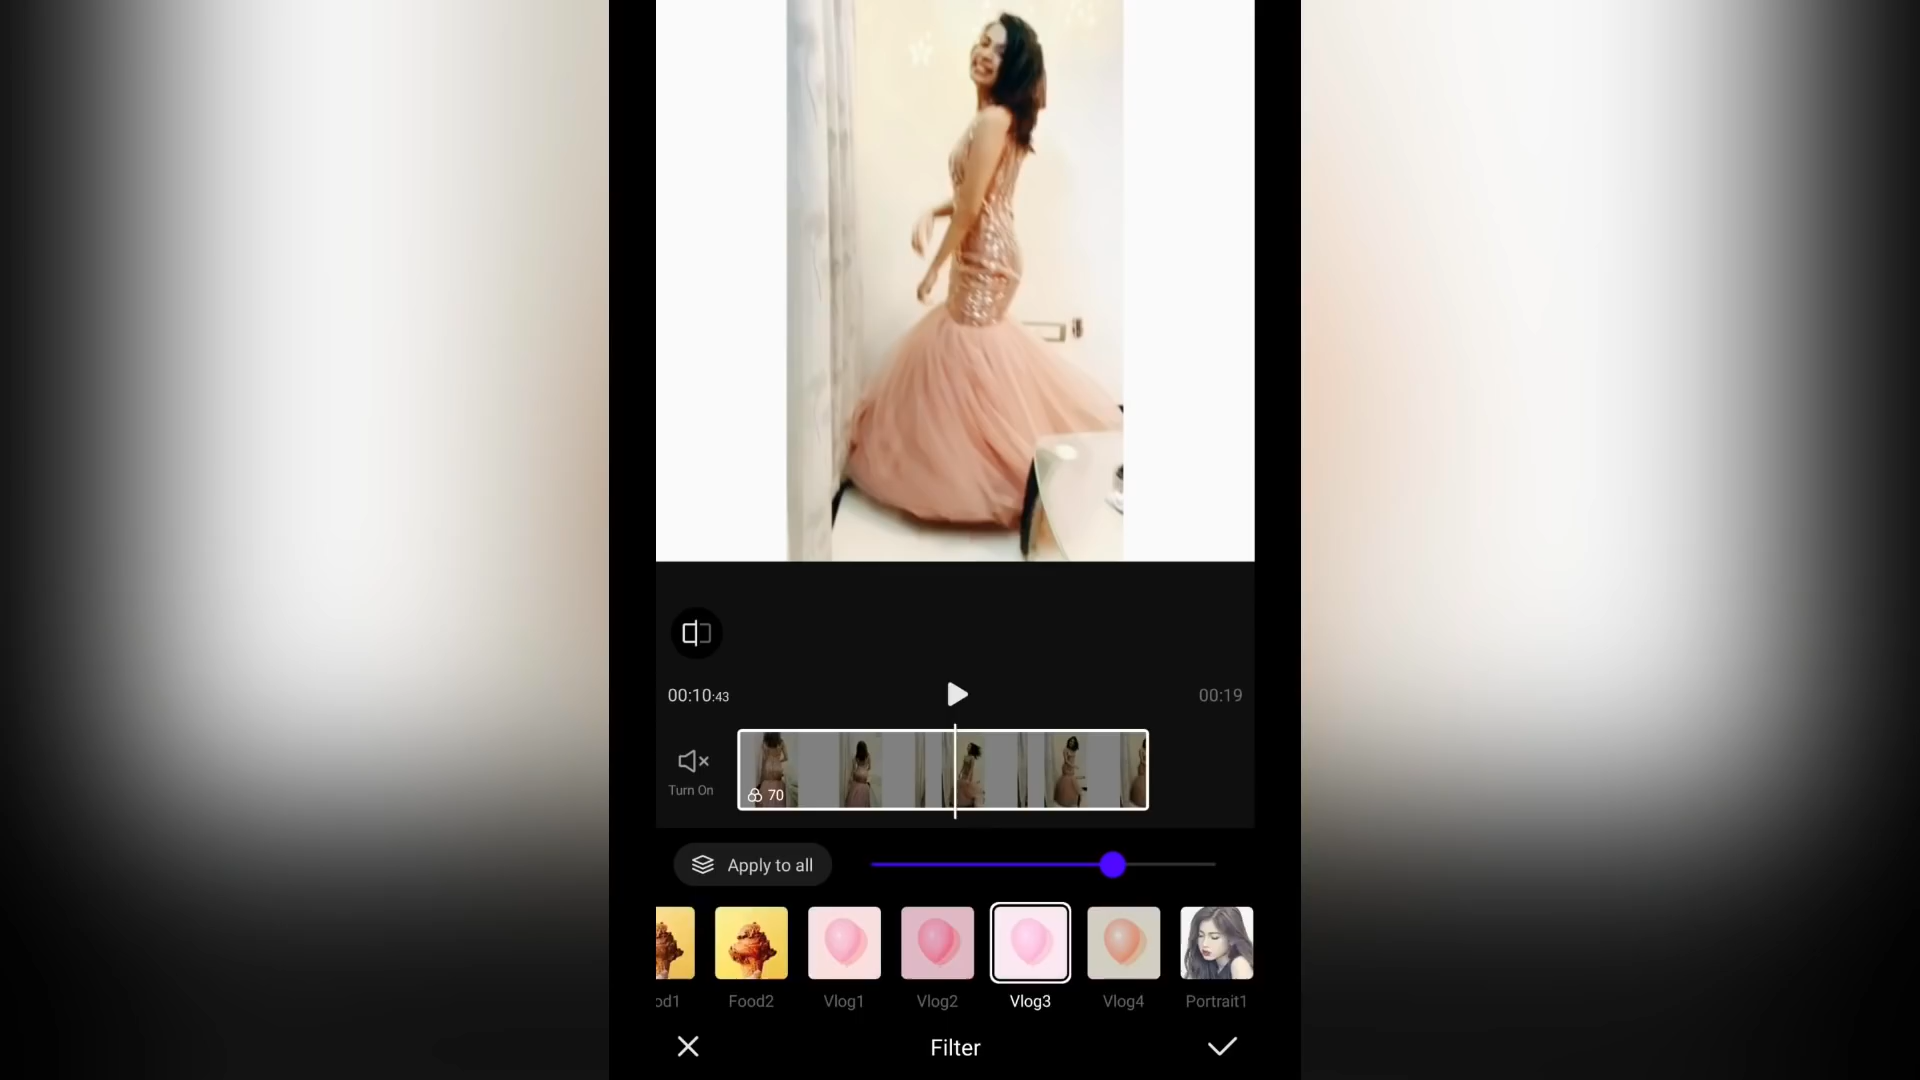 00:10:43
00:19
Turn On
70
Apply to all
od1
Food2
Vlog1
Vlog2
Vlog3
Vlog4
Portrait1
Filter